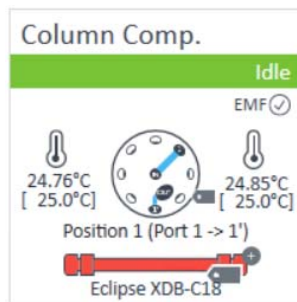 Column Comp.
Idle
EMF
24.76°C
[ 25.0°C]
24.85°C
[ 25.0°C]
Position 1 (Port 1 -> 1')
Eclipse XDB-C18